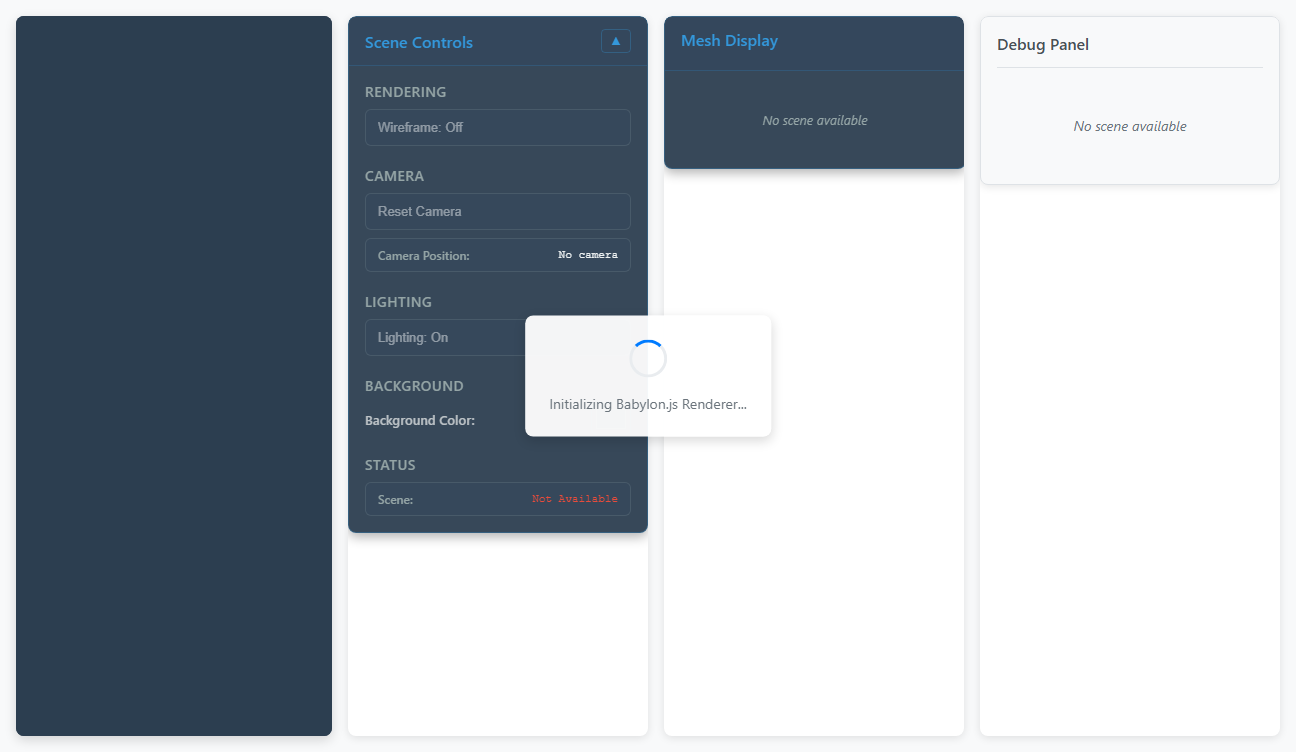 Scene Controls
▲
RENDERING
Wireframe: Off
CAMERA
Reset Camera
Camera Position: No camera
LIGHTING
Lighting: On
BACKGROUND
Background Color:
STATUS
Scene: Not Available
Initializing Babylon.js Renderer...
Mesh Display
No scene available
Debug Panel
No scene available